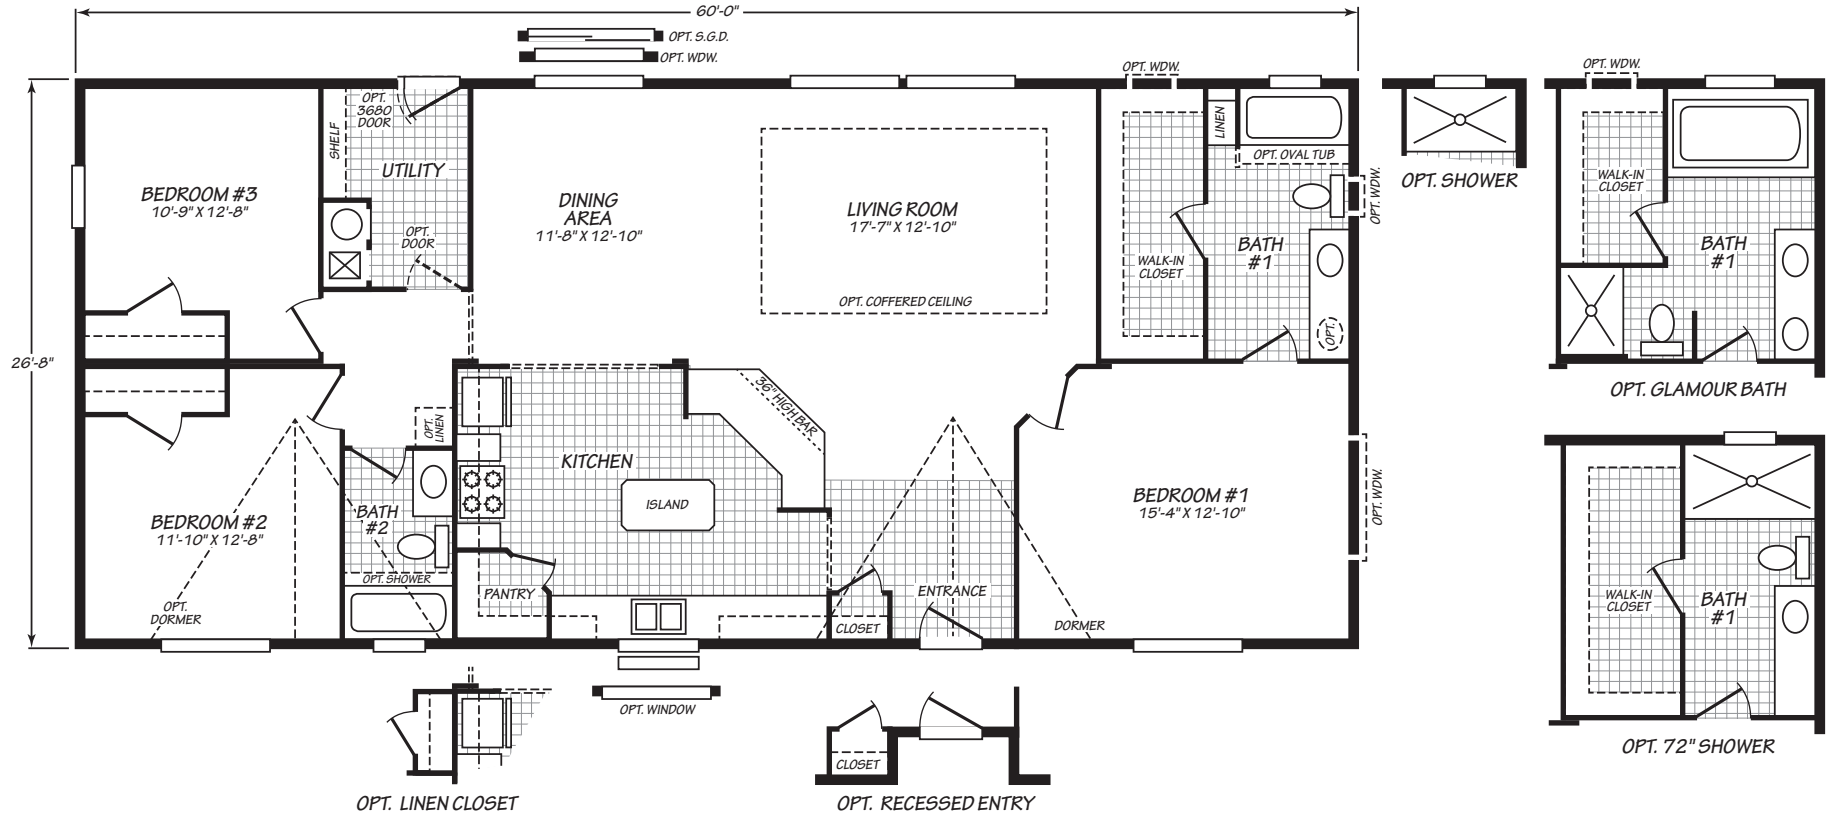 60'-0"
OPT. S.G.D.
OPT. WDW.
OPT. WDW.
OPT. WDW.
26'-8"
BEDROOM #3
10'-9" X 12'-8"
SHELF
OPT.
3680
DOOR
UTILITY
OPT.
DOOR
DINING
AREA
11'-8" X 12'-10"
LIVING ROOM
17'-7" X 12'-10"
OPT. COFFERED CEILING
WALK-IN
CLOSET
LINEN
OPT. OVAL TUB
OPT. WDW.
BATH
#1
OPT.
OPT. SHOWER
WALK-IN
CLOSET
BATH
#1
OPT. GLAMOUR BATH
BEDROOM #2
11'-10" X 12'-8"
OPT.
DORMER
OPT.
LINEN
BATH
#2
OPT. SHOWER
KITCHEN
36" HIGH BAR
ISLAND
PANTRY
CLOSET
ENTRANCE
DORMER
BEDROOM #1
15'-4" X 12'-10"
OPT. WDW.
WALK-IN
CLOSET
BATH
#1
OPT. 72" SHOWER
OPT. WINDOW
CLOSET
OPT. LINEN CLOSET
OPT. RECESSED ENTRY